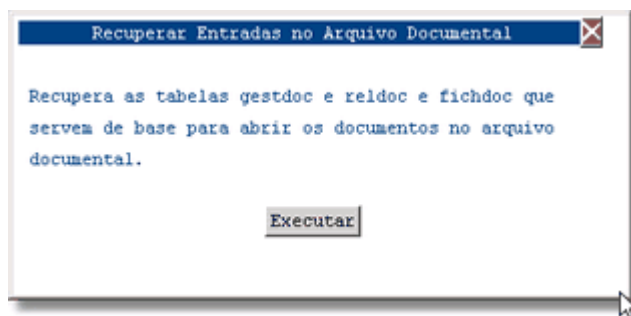 Recuperar Entradas no Arquivo Documental
Recupera as tabelas gestdoc e reldoc e fichdoc que
servem de base para abrir os documentos no arquivo
documental.
Executar